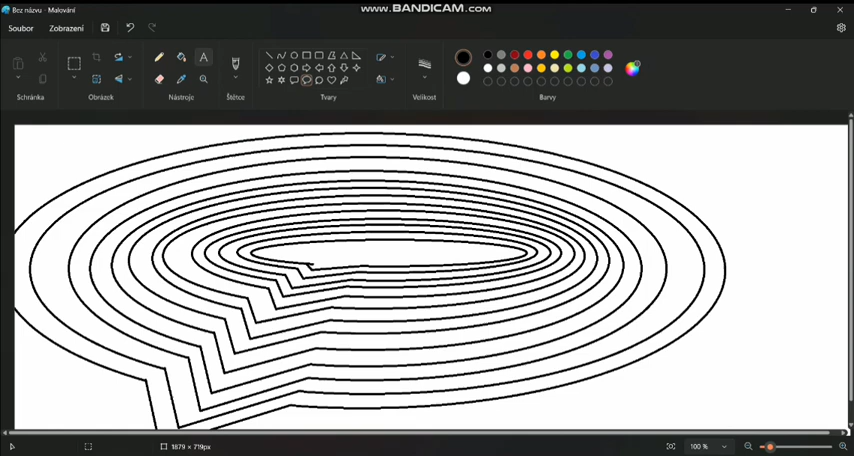 WWW.BANDICAM.COM
Bez názvu - Malování
Soubor
Zobrazení
Schránka
Obrázek
Nástroje
Štětce
Tvary
Velikost
Barvy
A
1879 × 719px
100 %